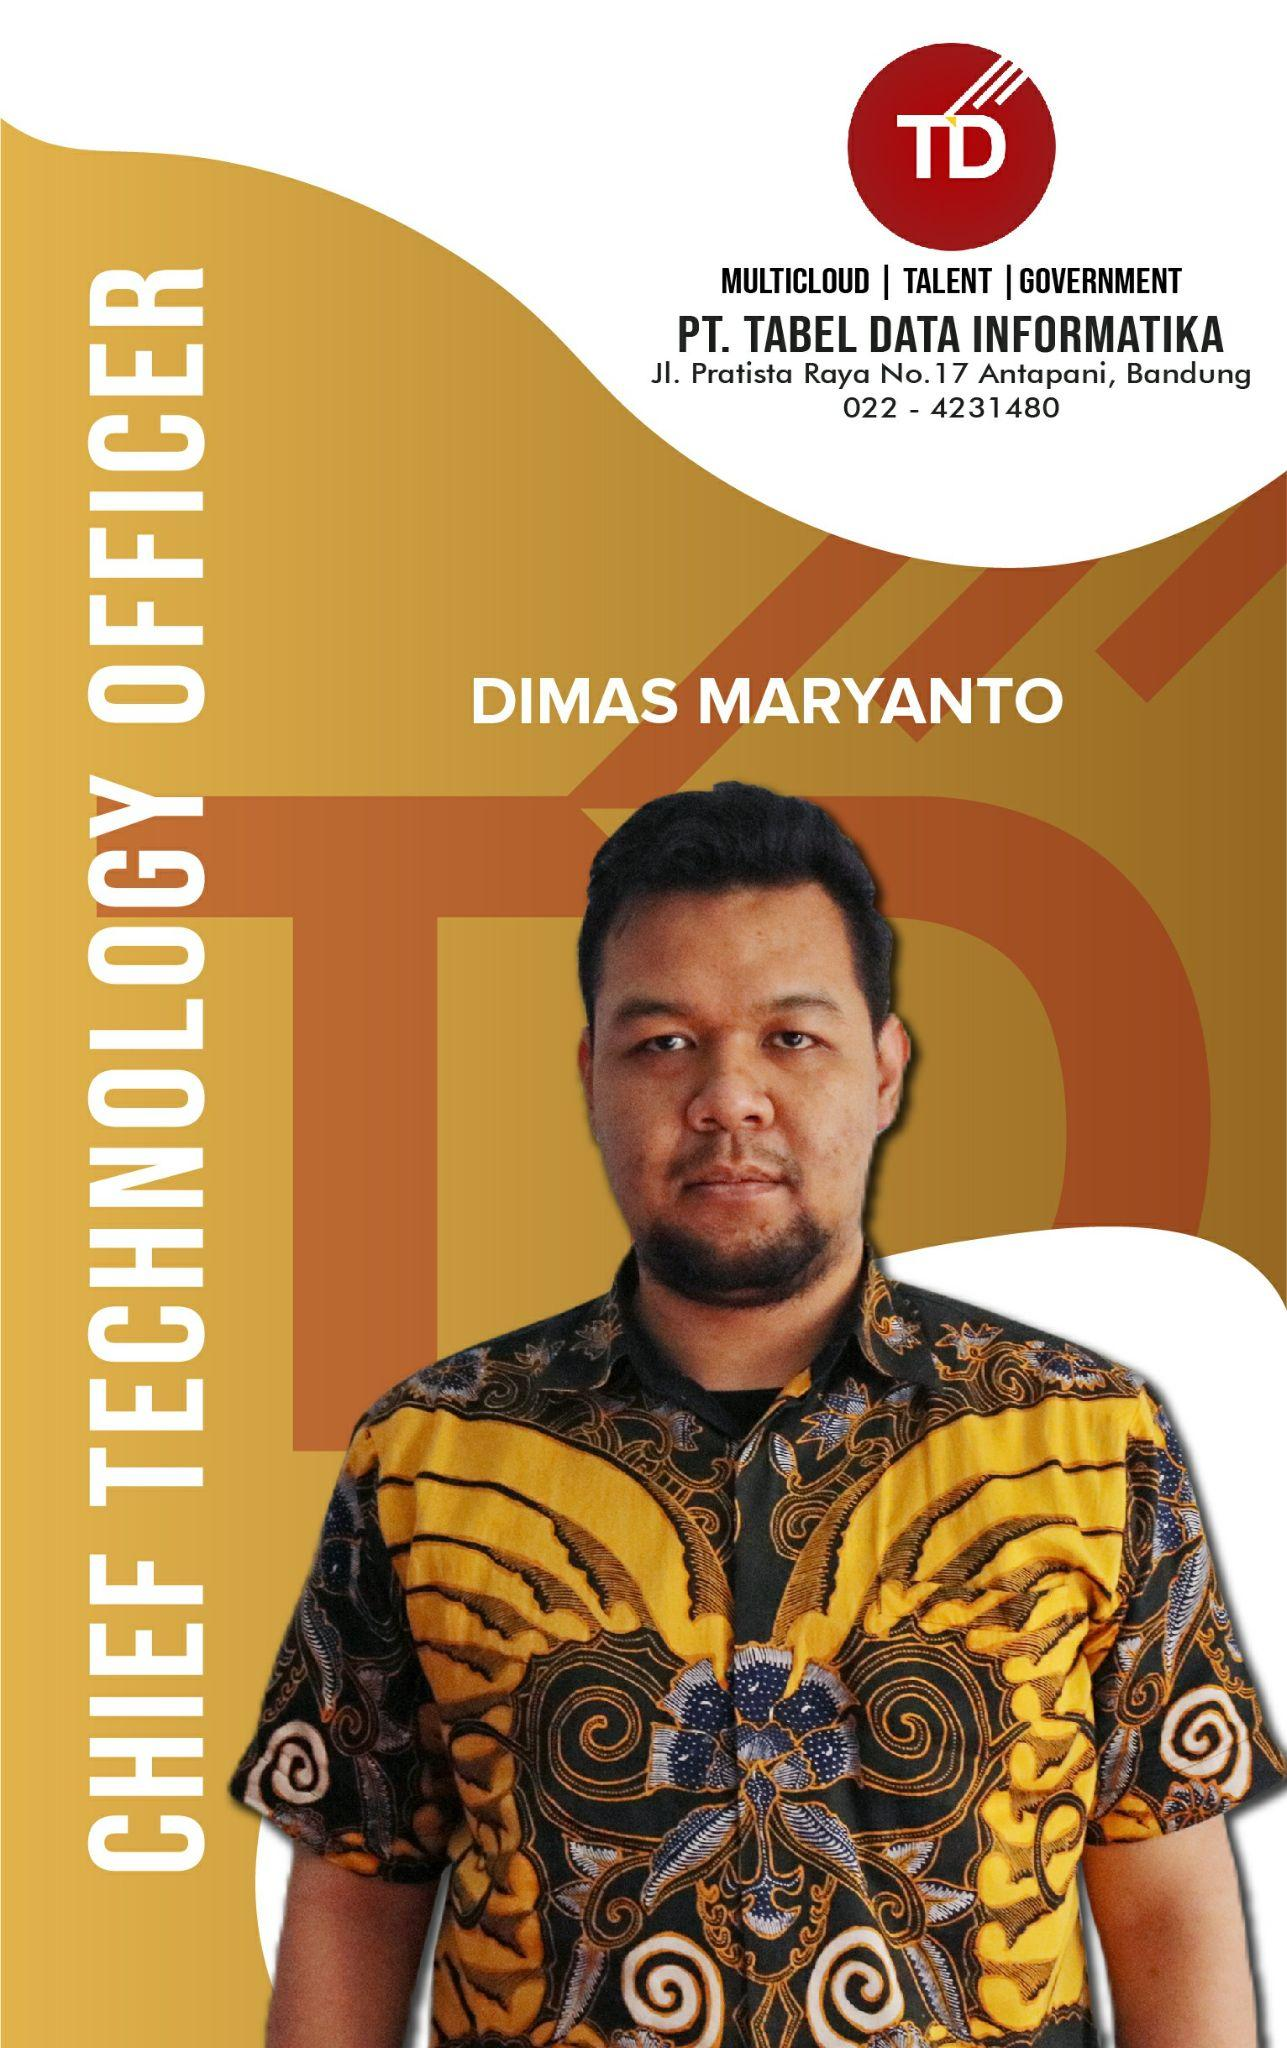 TD
MULTICLOUD | TALENT | GOVERNMENT
PT. TABEL DATA INFORMATIKA
Jl. Pratista Raya No.17 Antapani, Bandung
022 - 4231480
CHIEF TECHNOLOGY OFFICER
DIMAS MARYANTO
TD